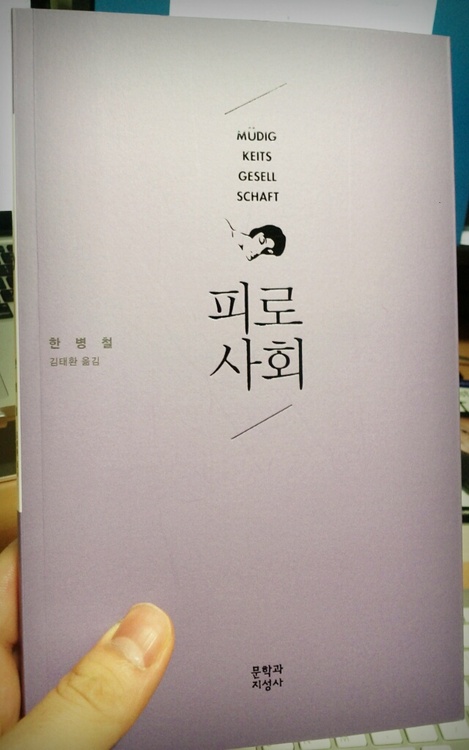 MÜDIG
KEITS
GESELL
SCHAFT
피로
사회
한 병 철
김태환 옮김
문학과
지성사